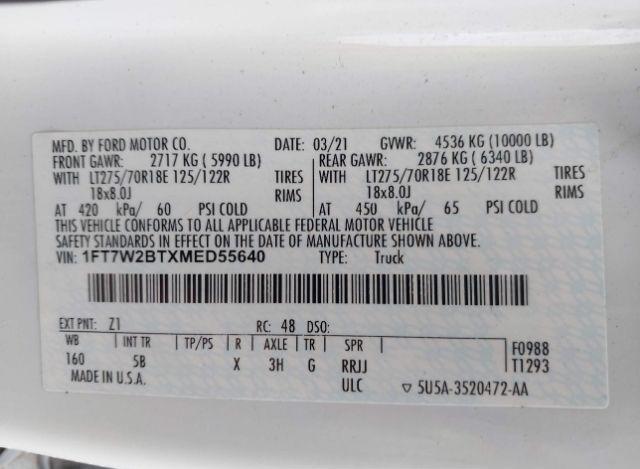 MFD. BY FORD MOTOR CO. DATE: 03/21 GVWR: 4536 KG (10000 LB)
FRONT GAWR: 2717 KG ( 5990 LB) REAR GAWR: 2876 KG ( 6340 LB)
WITH LT275/70R18E 125/122R TIRES WITH LT275/70R18E 125/122R TIRES
18x8.0J RIMS 18x8.0J RIMS
AT 420 kPa/ 60 PSI COLD AT 450 kPa/ 65 PSI COLD
THIS VEHICLE CONFORMS TO ALL APPLICABLE FEDERAL MOTOR VEHICLE
SAFETY STANDARDS IN EFFECT ON THE DATE OF MANUFACTURE SHOWN ABOVE.
VIN: 1FT7W2BTXMED55640 TYPE: Truck
EXT PNT: Z1 RC: 48 DSO:
WB INT TR TP/PS R AXLE TR SPR F0988
160 5B X 3H G RRJJ T1293
MADE IN U.S.A. ULC ▽ 5U5A-3520472-AA